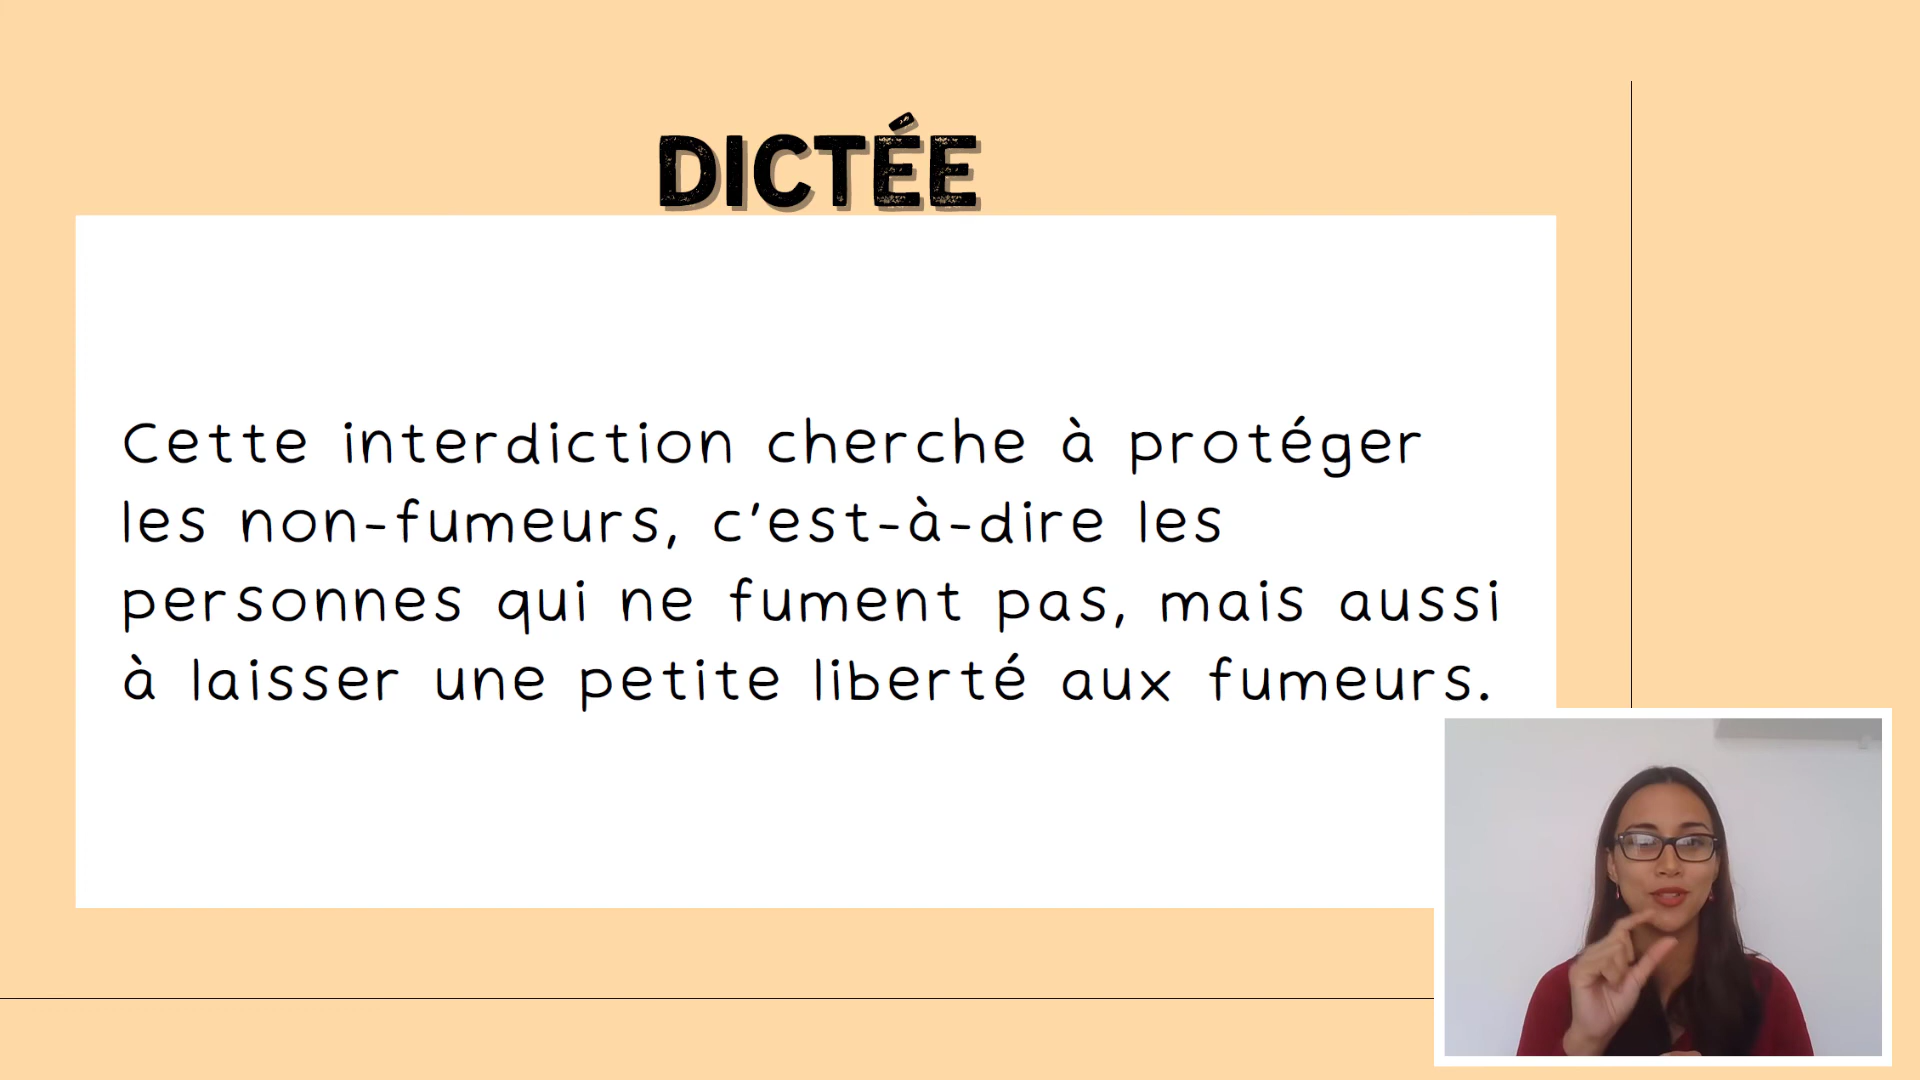 DICTÉE
Cette interdiction cherche à protéger
les non-fumeurs, c'est-à-dire les
personnes qui ne fument pas, mais aussi
à laisser une petite liberté aux fumeurs.